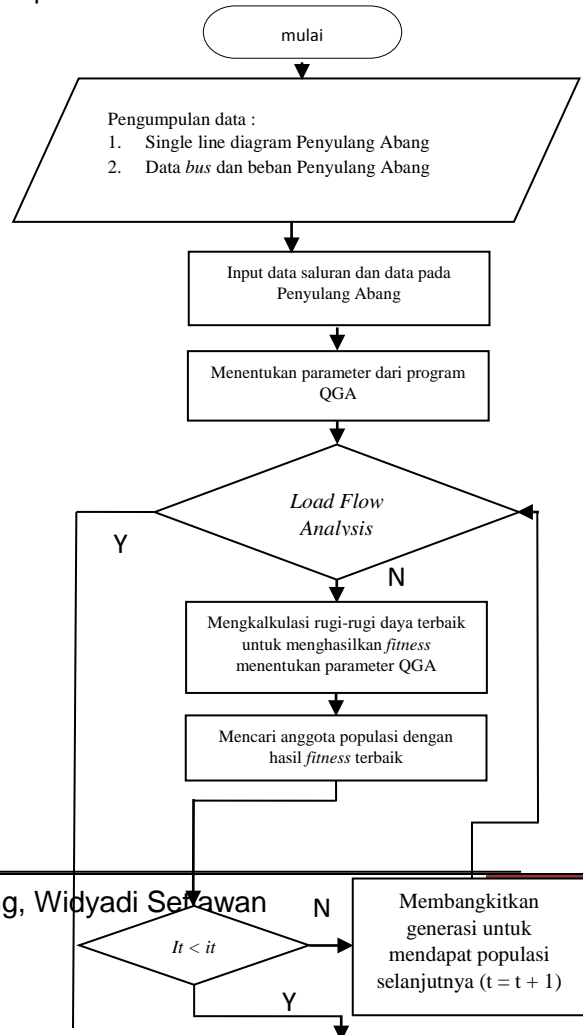 mulai
Pengumpulan data :
1. Single line diagram Penyulang Abang
2. Data bus dan beban Penyulang Abang
Input data saluran dan data pada
Penyulang Abang
Menentukan parameter dari program
QGA
Load Flow
Analysis
Y
N
Mengkalkulasi rugi-rugi daya terbaik
untuk menghasilkan fitness
menentukan parameter QGA
Mencari anggota populasi dengan
hasil fitness terbaik
g, Widyadi Setiawan
N
Membangkitkan
generasi untuk
mendapat populasi
selanjutnya (t = t + 1)
It < it
Y